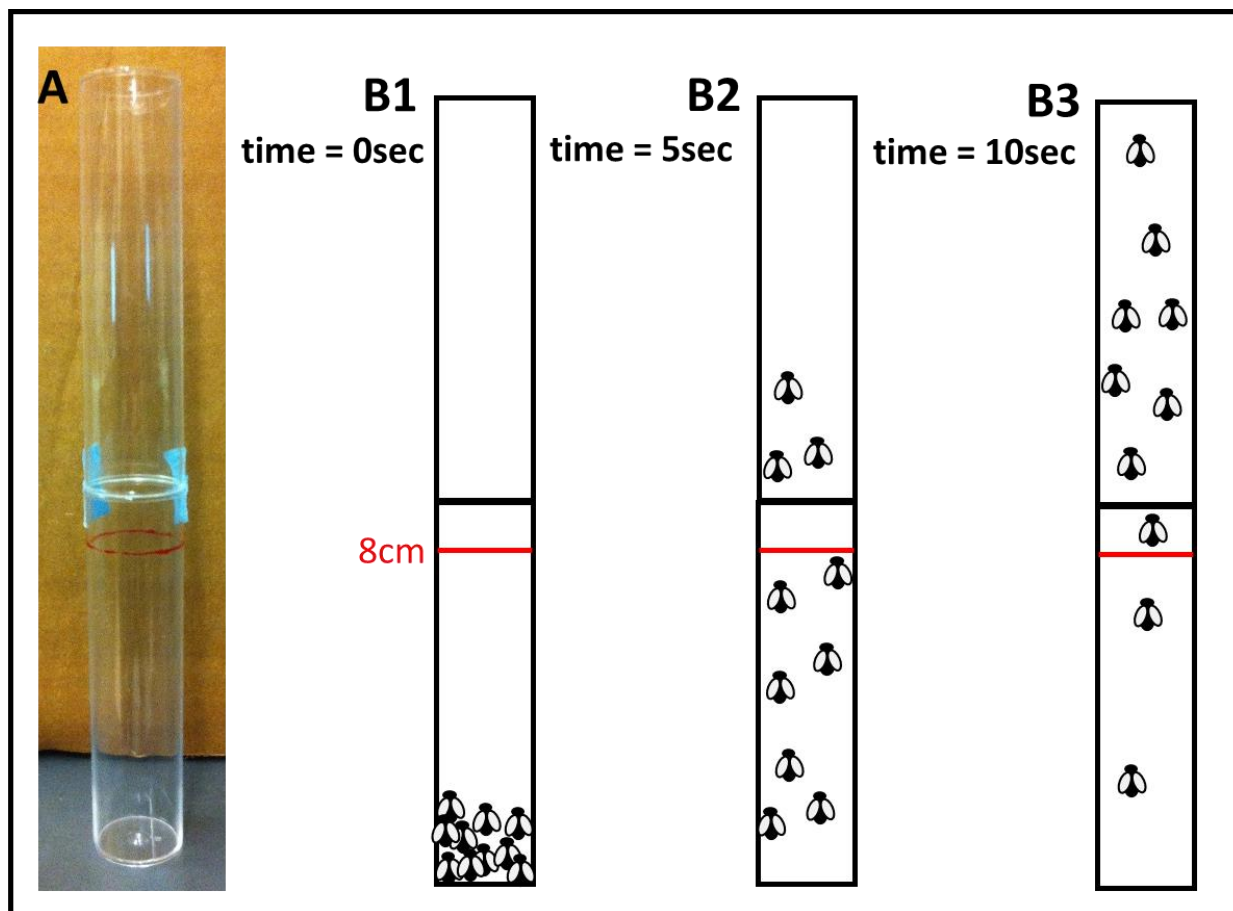 A
B1
time = 0sec
B2
time = 5sec
B3
time = 10sec
8cm